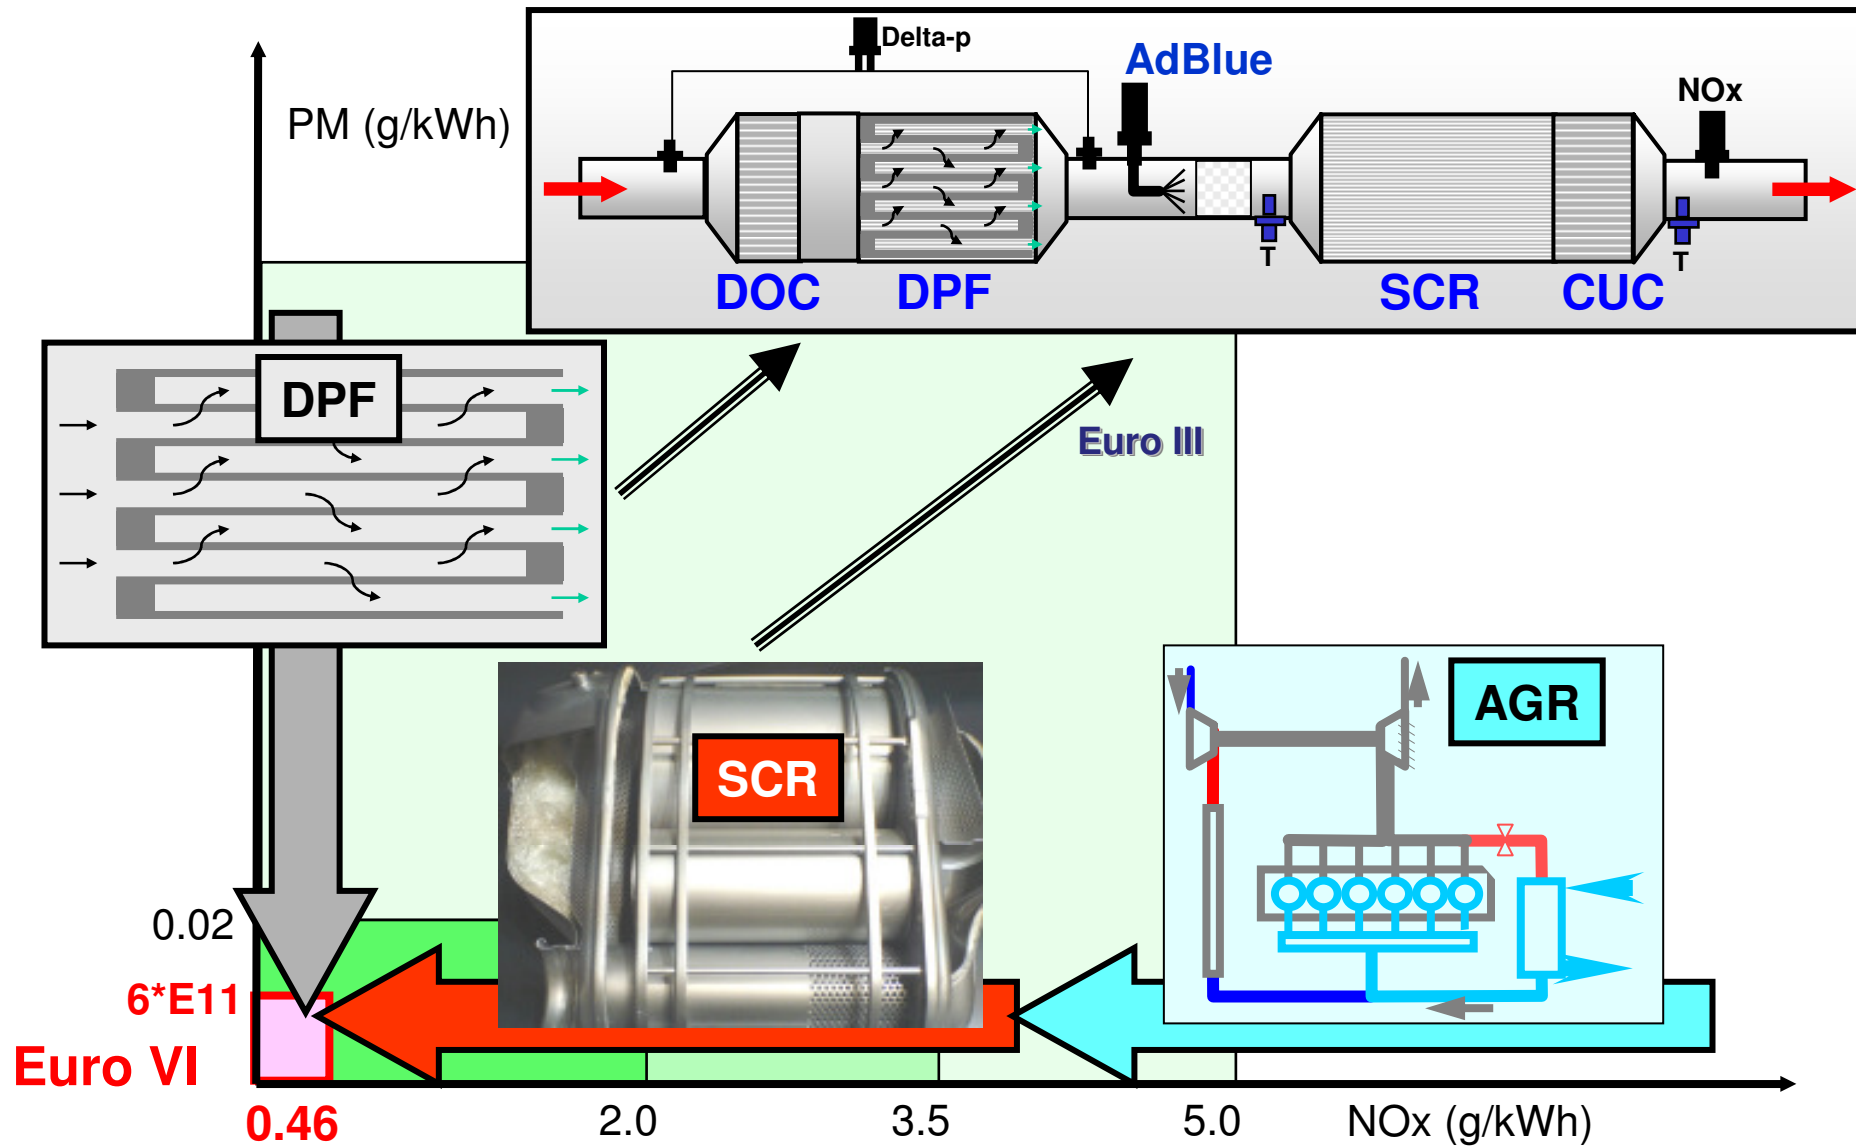 Delta-p
AdBlue
NOx
PM (g/kWh)
T
T
DOC
DPF
SCR
CUC
DPF
Euro III
AGR
SCR
0.02
6*E11
Euro VI
0.46
2.0
3.5
5.0
NOx (g/kWh)